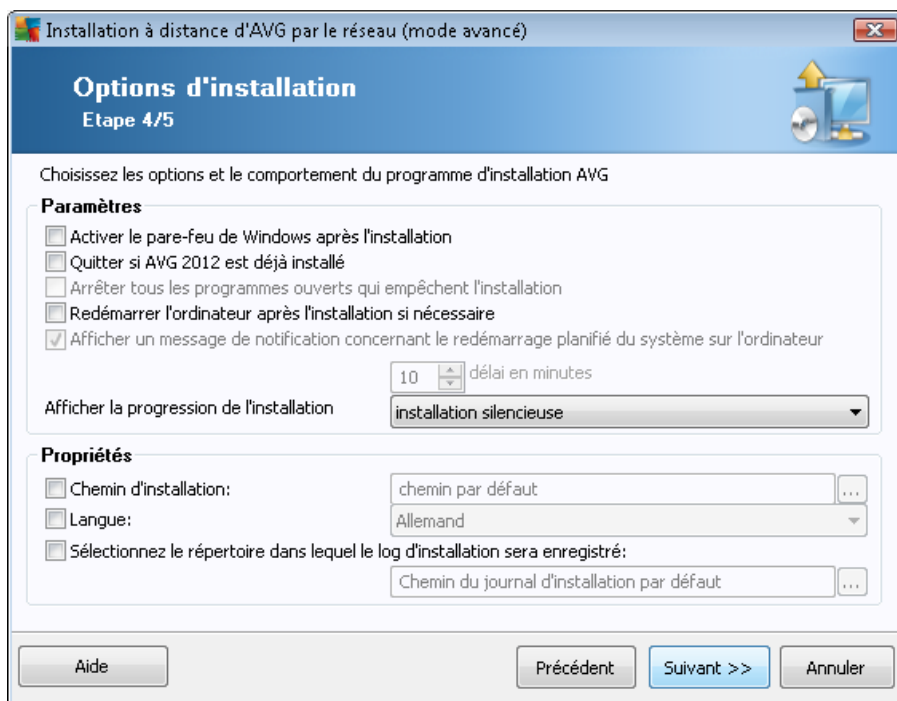 Installation à distance d'AVG par le réseau (mode avancé)
Options d'installation
Etape 4/5
Choisissez les options et le comportement du programme d'installation AVG
Paramètres
Activer le pare-feu de Windows après l'installation
Quitter si AVG 2012 est déjà installé
Arrêter tous les programmes ouverts qui empêchent l'installation
Redémarrer l'ordinateur après l'installation si nécessaire
Afficher un message de notification concernant le redémarrage planifié du système sur l'ordinateur
10 délai en minutes
Afficher la progression de l'installation installation silencieuse
Propriétés
Chemin d'installation: chemin par défaut ...
Langue: Allemand
Sélectionnez le répertoire dans lequel le log d'installation sera enregistré:
Chemin du journal d'installation par défaut ...
Aide Précédent Suivant >> Annuler